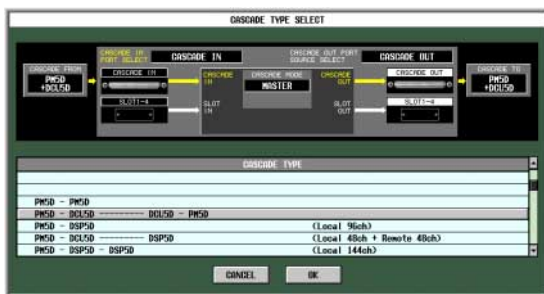 CASCADE TYPE SELECT
CASCADE IN PORT SELECT
CASCADE IN
CASCADE OUT PORT SOURCE SELECT
CASCADE OUT
CASCADE FROM
PM5D +DCU5D
CASCADE IN
CASCADE IN
CASCADE MODE
MASTER
CASCADE OUT
CASCADE OUT
CASCADE TO
PM5D +DCU5D
SLOT1-4
SLOT IN
SLOT OUT
SLOT1-4
CASCADE TYPE
PM5D - PM5D
PM5D - DCU5D --------- DCU5D - PM5D
PM5D - DSP5D (Local 96ch)
PM5D - DCU5D --------- DSP5D (Local 48ch + Remote 48ch)
PM5D - DSP5D - DSP5D (Local 144ch)
CANCEL OK